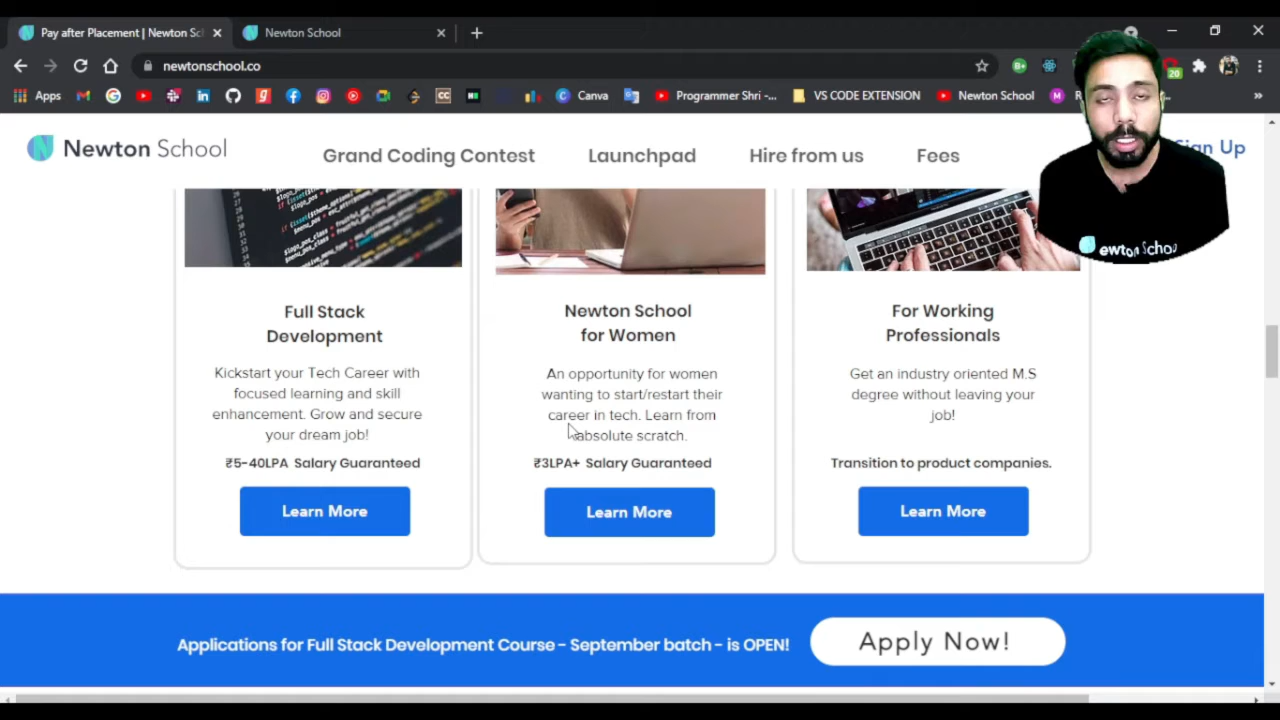 Pay after Placement | Newton Sc
Newton School
newtonschool.co
20
Apps
Canva
Programmer Shri -...
VS CODE EXTENSION
Newton School
Newton School
Grand Coding Contest
Launchpad
Hire from us
Fees
Sign Up
ewton School
Full Stack
Development
Kickstart your Tech Career with
focused learning and skill
enhancement. Grow and secure
your dream job!
₹5-40LPA Salary Guaranteed
Learn More
Newton School
for Women
An opportunity for women
wanting to start/restart their
career in tech. Learn from
absolute scratch.
₹3LPA+ Salary Guaranteed
Learn More
For Working
Professionals
Get an industry oriented M.S
degree without leaving your
job!
Transition to product companies.
Learn More
Applications for Full Stack Development Course - September batch - is OPEN!
Apply Now!